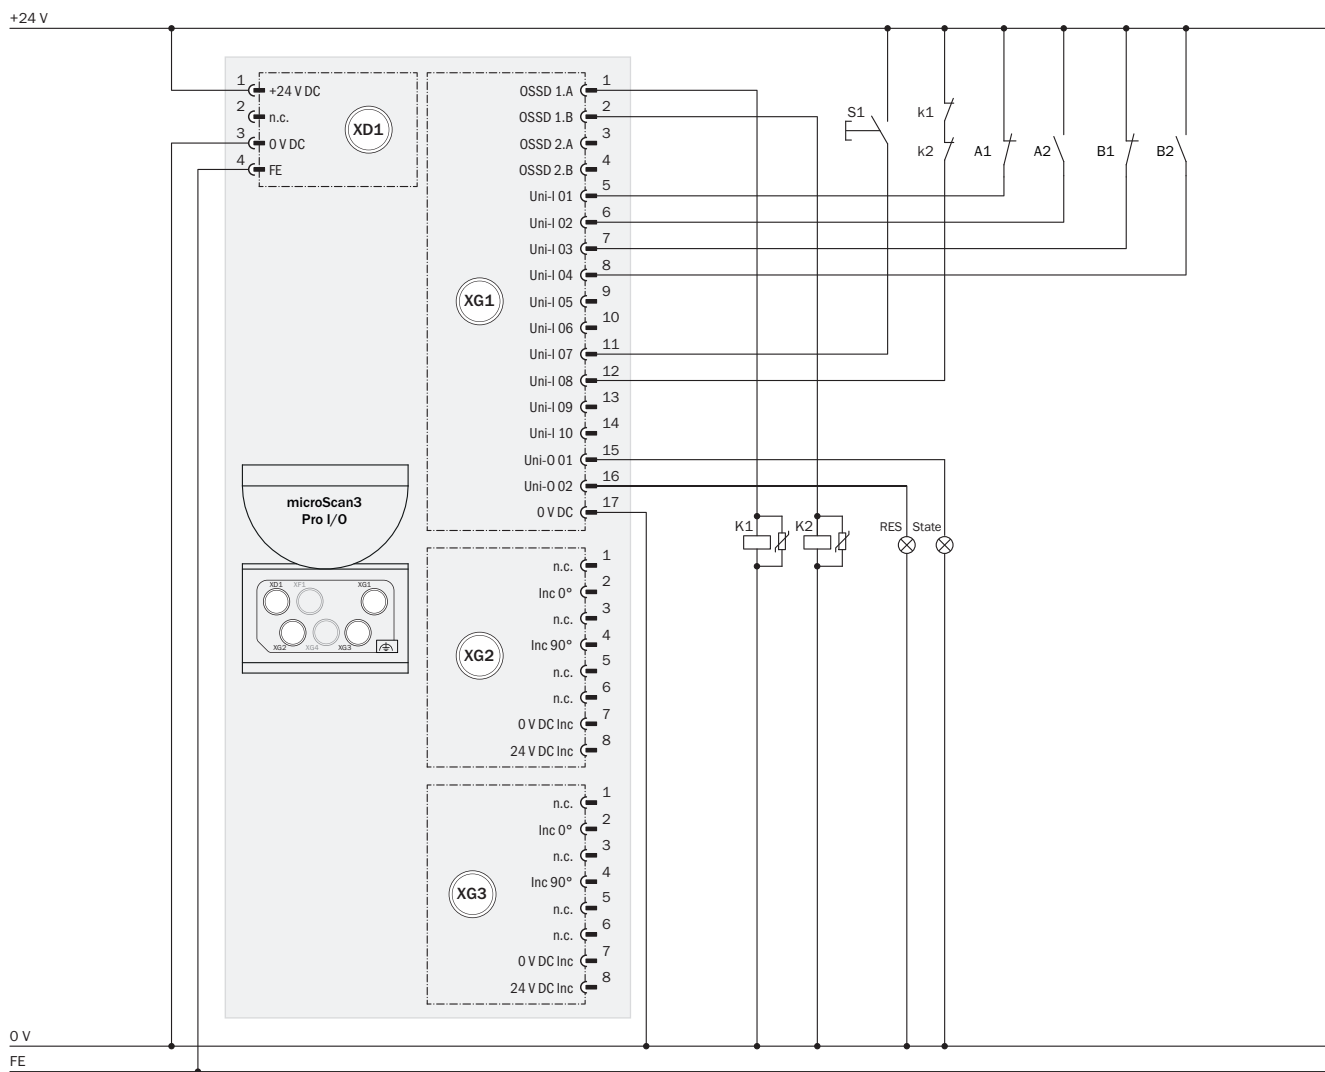 +24 V
XD1
1 +24 V DC
2 n.c.
3 0 V DC
4 FE
XG1
OSSD 1.A 1
OSSD 1.B 2
OSSD 2.A 3
OSSD 2.B 4
Uni-I 01 5
Uni-I 02 6
Uni-I 03 7
Uni-I 04 8
Uni-I 05 9
Uni-I 06 10
Uni-I 07 11
Uni-I 08 12
Uni-I 09 13
Uni-I 10 14
Uni-O 01 15
Uni-O 02 16
0 V DC 17
S1
k1
k2
A1
A2
B1
B2
K1
K2
RES
State
microScan3
Pro I/O
XD1 XF1 XG1
XG2 XG4 XG3
XG2
n.c. 1
Inc 0° 2
n.c. 3
Inc 90° 4
n.c. 5
n.c. 6
0 V DC Inc 7
24 V DC Inc 8
XG3
n.c. 1
Inc 0° 2
n.c. 3
Inc 90° 4
n.c. 5
n.c. 6
0 V DC Inc 7
24 V DC Inc 8
0 V
FE